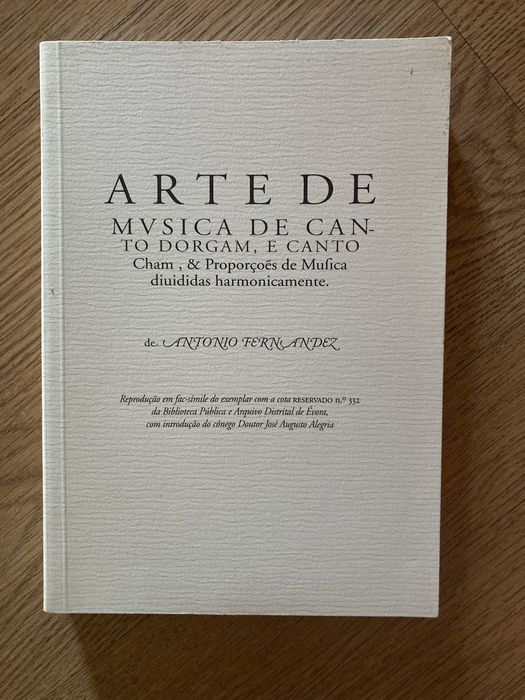 ARTE DE
MVSICA DE CAN-
TO DORGAM, E CANTO
Cham , & Proporçoẽs de Muſica
diuididas harmonicamente.
de ANTONIO FERNANDEZ
Reprodução em fac-símile do exemplar com a cota RESERVADO n.º 332
da Biblioteca Pública e Arquivo Distrital de Évora,
com introdução do cónego Doutor José Augusto Alegria